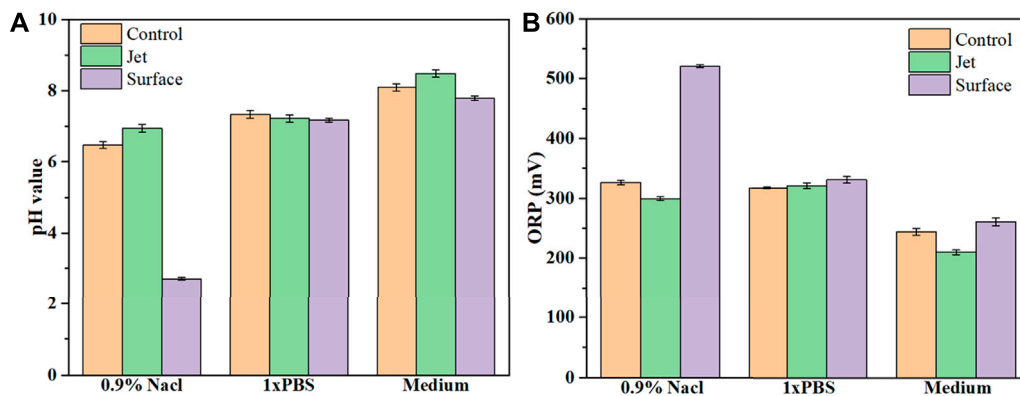 A
10
8
6
4
2
0
pH value
Control
Jet
Surface
0.9% Nacl
1xPBS
Medium
B
600
500
400
300
200
100
0
ORP (mV)
Control
Jet
Surface
0.9% Nacl
1xPBS
Medium